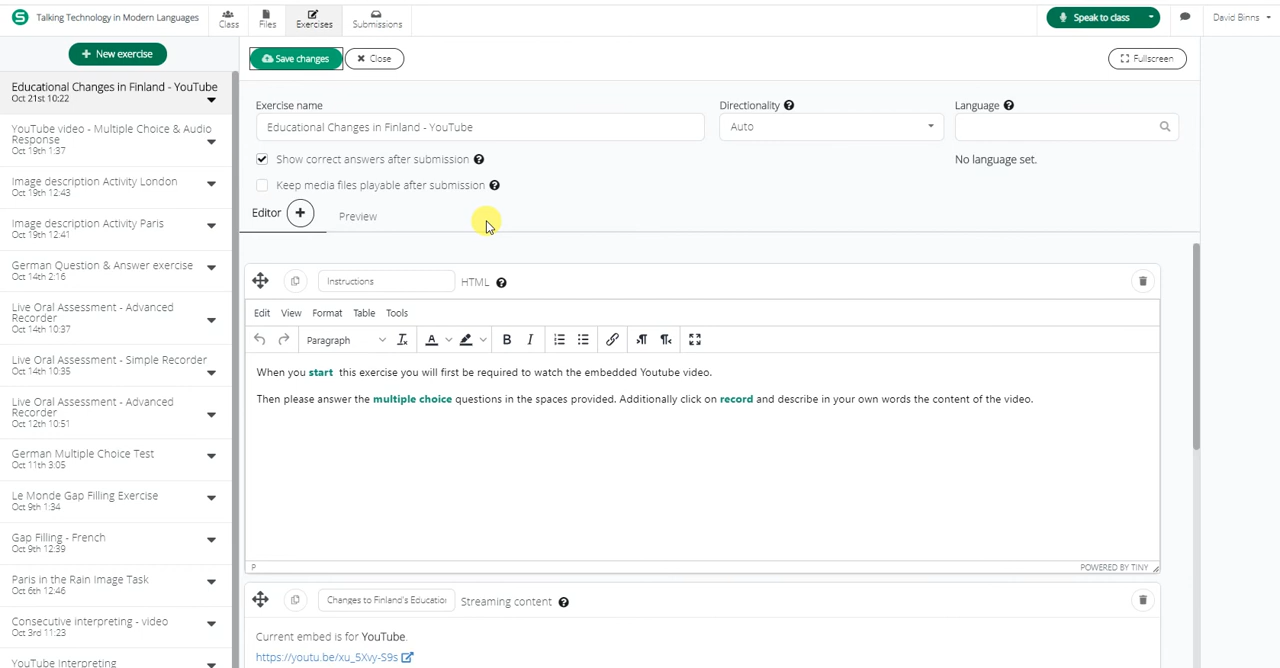 Talking Technology in Modern Languages
Class
Files
Exercises
Submissions
Speak to class
David Binns
New exercise
Save changes
Close
Fullscreen
Educational Changes in Finland - YouTube
Oct 21st 10:22
YouTube video - Multiple Choice & Audio
Response
Oct 19th 1:37
Image description Activity London
Oct 19th 12:43
Image description Activity Paris
Oct 19th 12:41
German Question & Answer exercise
Oct 14th 2:16
Live Oral Assessment - Advanced
Recorder
Oct 14th 10:37
Live Oral Assessment - Simple Recorder
Oct 14th 10:35
Live Oral Assessment - Advanced
Recorder
Oct 12th 10:51
German Multiple Choice Test
Oct 11th 3:05
Le Monde Gap Filling Exercise
Oct 9th 1:34
Gap Filling - French
Oct 9th 12:39
Paris in the Rain Image Task
Oct 6th 12:46
Consecutive interpreting - video
Oct 3rd 11:23
YouTube interpreting
Exercise name
Directionality
Language
Educational Changes in Finland - YouTube
Auto
Show correct answers after submission
No language set.
Keep media files playable after submission
Editor
Preview
Instructions
HTML
Edit View Format Table Tools
Paragraph
When you start this exercise you will first be required to watch the embedded Youtube video.
Then please answer the multiple choice questions in the spaces provided. Additionally click on record and describe in your own words the content of the video.
P
POWERED BY TINY
Changes to Finland's Educatio
Streaming content
Current embed is for YouTube.
https://youtu.be/xu_5Xvy-S9s